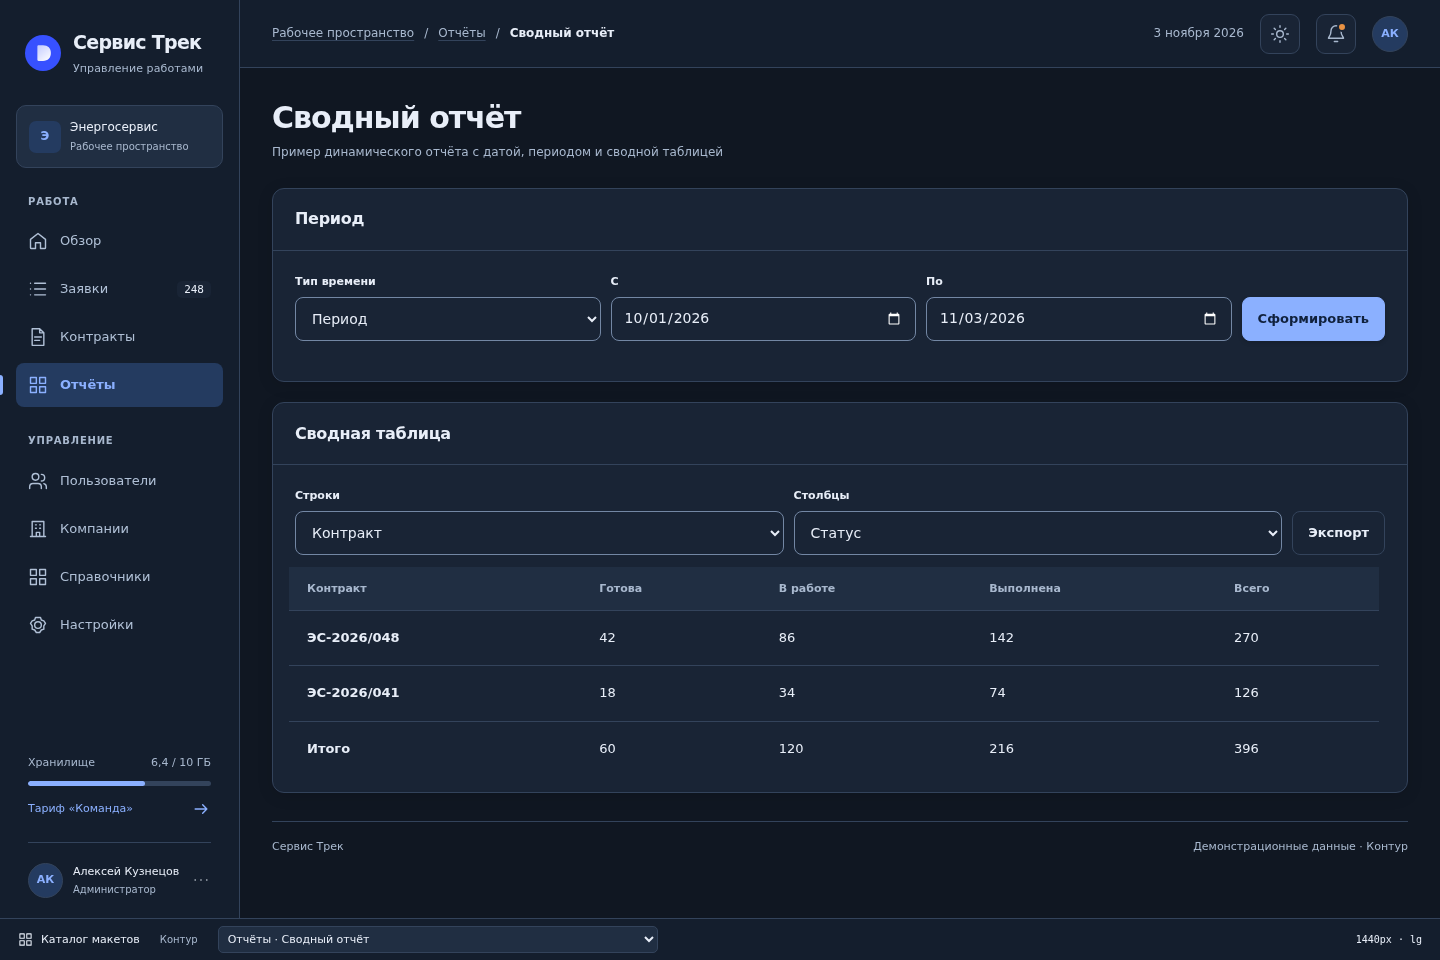 Сервис Трек
Управление работами
Э
Энергосервис
Рабочее пространство
РАБОТА
Обзор
Заявки 248
Контракты
Отчёты
УПРАВЛЕНИЕ
Пользователи
Компании
Справочники
Настройки
Хранилище 6,4 / 10 ГБ
Тариф «Команда»
АК
Алексей Кузнецов
Администратор
Рабочее пространство / Отчёты / Сводный отчёт
3 ноября 2026
АК
Сводный отчёт
Пример динамического отчёта с датой, периодом и сводной таблицей
Период
Тип времени С По
Период 10/01/2026 11/03/2026 Сформировать
Сводная таблица
Строки Столбцы
Контракт Статус Экспорт
Контракт Готова В работе Выполнена Всего
ЭС-2026/048 42 86 142 270
ЭС-2026/041 18 34 74 126
Итого 60 120 216 396
Сервис Трек Демонстрационные данные · Контур
Каталог макетов Контур Отчёты · Сводный отчёт 1440px · lg